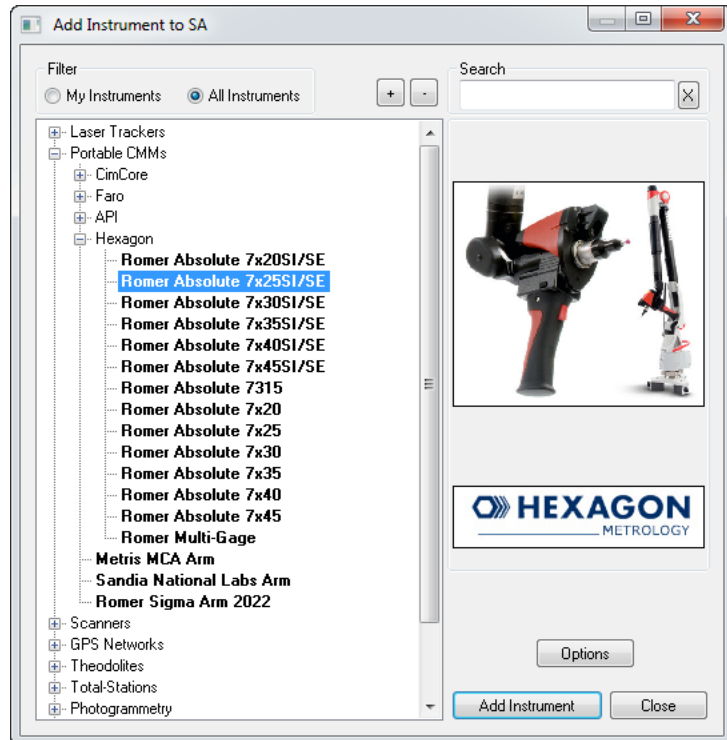 Add Instrument to SA
Filter
My Instruments
All Instruments
+
-
Search
X
Laser Trackers
Portable CMMs
CimCore
Faro
API
Hexagon
Romer Absolute 7x20SI/SE
Romer Absolute 7x25SI/SE
Romer Absolute 7x30SI/SE
Romer Absolute 7x35SI/SE
Romer Absolute 7x40SI/SE
Romer Absolute 7x45SI/SE
Romer Absolute 7315
Romer Absolute 7x20
Romer Absolute 7x25
Romer Absolute 7x30
Romer Absolute 7x35
Romer Absolute 7x40
Romer Absolute 7x45
Romer Multi-Gage
Metris MCA Arm
Sandia National Labs Arm
Romer Sigma Arm 2022
Scanners
GPS Networks
Theodolites
Total-Stations
Photogrammetry
HEXAGON
METROLOGY
Options
Add Instrument
Close